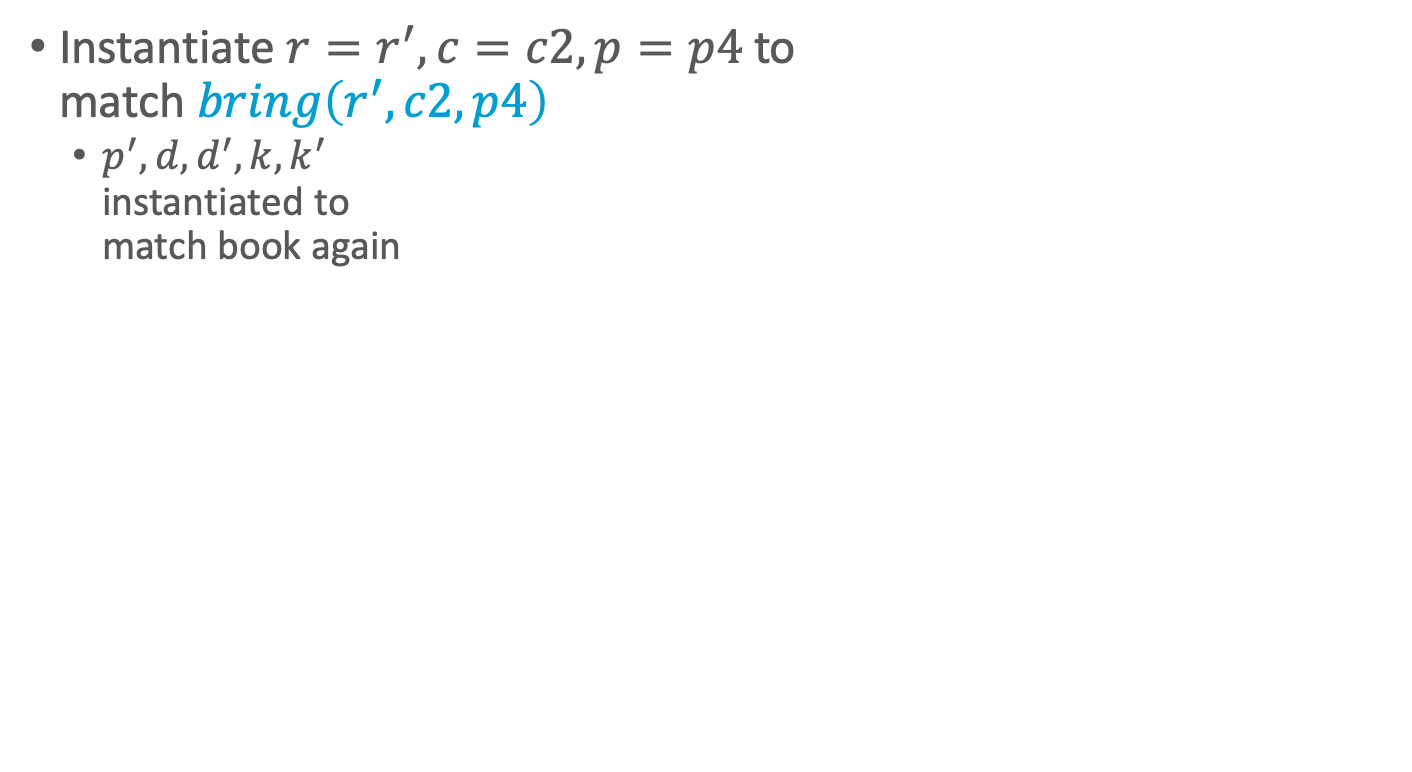 • Instantiate r = r′, c = c2, p = p4 to
match bring(r′, c2, p4)
• p′, d, d′, k, k′
instantiated to
match book again